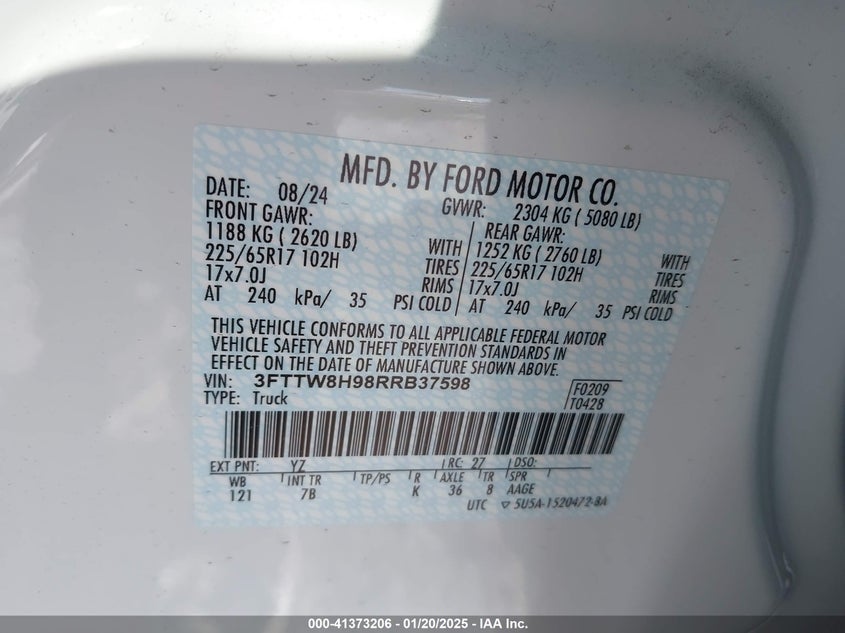 MFD. BY FORD MOTOR CO.
DATE: 08/24 GVWR: 2304 KG ( 5080 LB)
FRONT GAWR: REAR GAWR:
1188 KG ( 2620 LB) WITH 1252 KG ( 2760 LB) WITH
225/65R17 102H TIRES 225/65R17 102H TIRES
17x7.0J RIMS 17x7.0J RIMS
AT 240 kPa/ 35 PSI COLD AT 240 kPa/ 35 PSI COLD
THIS VEHICLE CONFORMS TO ALL APPLICABLE FEDERAL MOTOR
VEHICLE SAFETY AND THEFT PREVENTION STANDARDS IN
EFFECT ON THE DATE OF MANUFACTURE SHOWN ABOVE.
VIN: 3FTTW8H98RRB37598 F0209
TYPE: Truck T0428
EXT PNT: YZ RC: 27 DSO:
WB INT TR TP/PS R AXLE TR SPR
121 7B K 36 8 AAGE
UTC ▽ 5U5A-1520472-BA
000-41373206 - 01/20/2025 - IAA Inc.